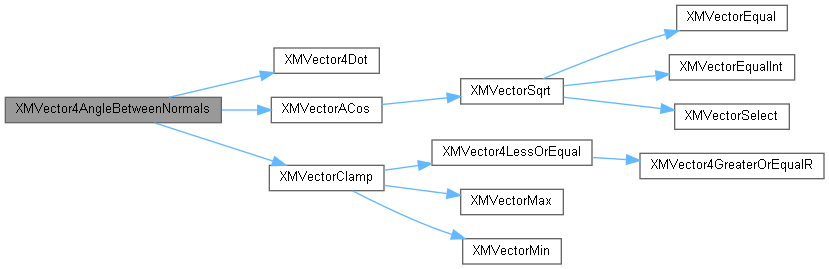 XMVector4AngleBetweenNormals
XMVector4Dot
XMVectorACos
XMVectorSqrt
XMVectorEqual
XMVectorEqualInt
XMVectorSelect
XMVectorClamp
XMVector4LessOrEqual
XMVector4GreaterOrEqualR
XMVectorMax
XMVectorMin